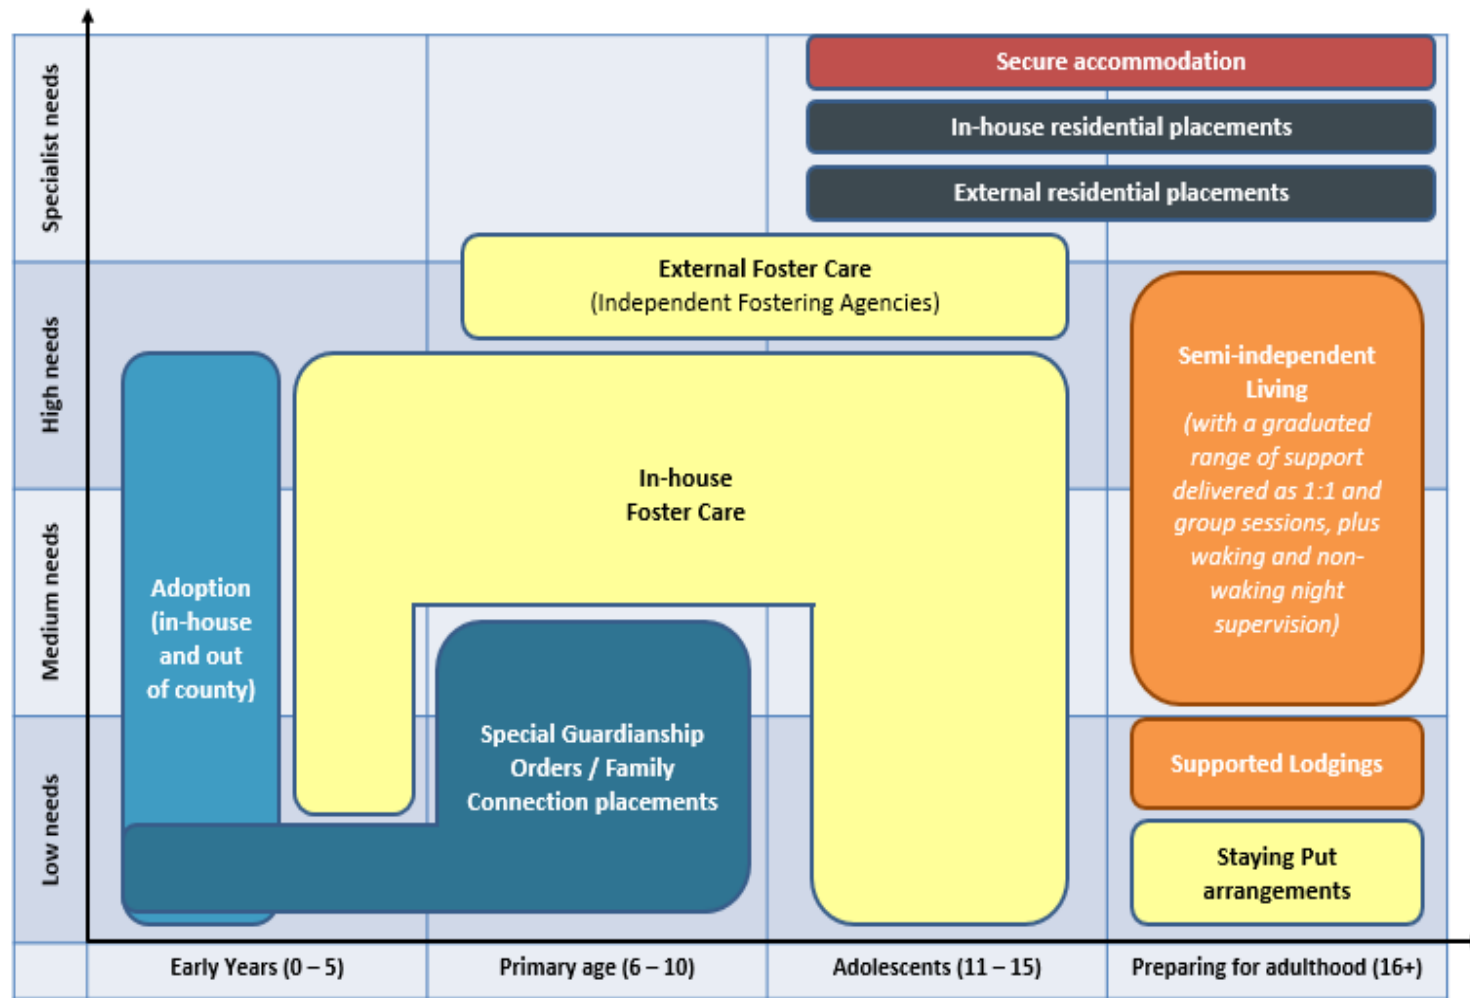 Specialist needs
Secure accommodation
In-house residential placements
External residential placements
High needs
External Foster Care
(Independent Fostering Agencies)
Semi-independent
Living
(with a graduated
range of support
delivered as 1:1 and
group sessions, plus
waking and non-
waking night
supervision)
In-house
Foster Care
Medium needs
Adoption
(in-house
and out
of county)
Low needs
Special Guardianship
Orders / Family
Connection placements
Supported Lodgings
Staying Put
arrangements
Early Years (0 – 5)
Primary age (6 – 10)
Adolescents (11 – 15)
Preparing for adulthood (16+)